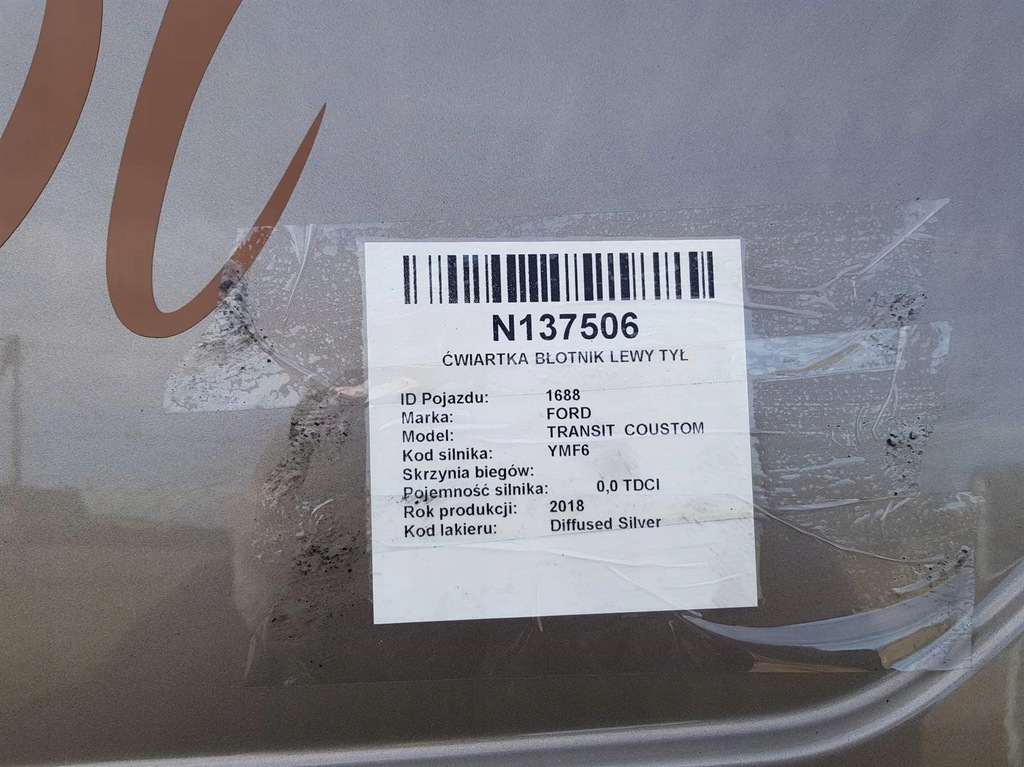 N137506
ĆWIARTKA BŁOTNIK LEWY TYŁ
ID Pojazdu: 1688
Marka: FORD
Model: TRANSIT COUSTOM
Kod silnika: YMF6
Skrzynia biegów:
Pojemność silnika: 0,0 TDCI
Rok produkcji: 2018
Kod lakieru: Diffused Silver